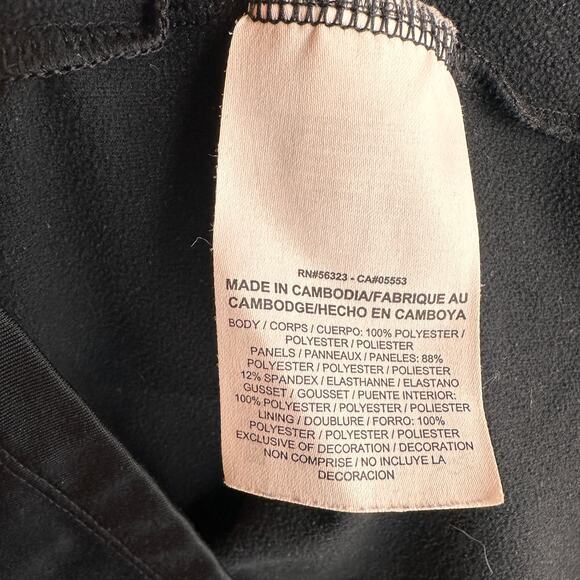 RN#56323 - CA#05553
MADE IN CAMBODIA/FABRIQUE AU
CAMBODGE/HECHO EN CAMBOYA
BODY / CORPS / CUERPO: 100% POLYESTER /
POLYESTER / POLIESTER
PANELS / PANNEAUX / PANELES: 88%
POLYESTER / POLYESTER / POLIESTER
12% SPANDEX / ELASTHANNE / ELASTANO
GUSSET / GOUSSET / PUENTE INTERIOR:
100% POLYESTER / POLYESTER / POLIESTER
LINING / DOUBLURE / FORRO: 100%
POLYESTER / POLYESTER / POLIESTER
EXCLUSIVE OF DECORATION / DECORATION
NON COMPRISE / NO INCLUYE LA
DECORACION